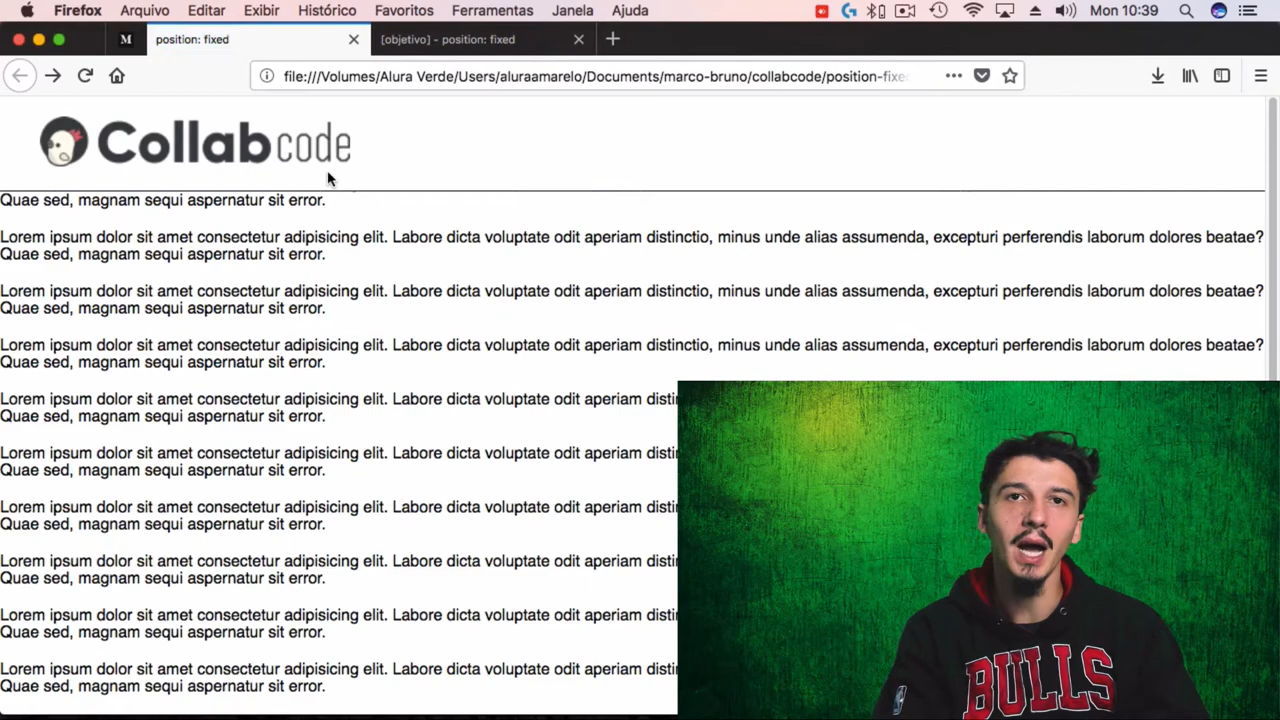 Firefox Arquivo Editar Exibir Histórico Favoritos Ferramentas Janela Ajuda Mon 10:39
M position: fixed [objetivo] - position: fixed
file:///Volumes/Alura Verde/Users/aluraamarelo/Documents/marco-bruno/collabcode/position-fixe
Collabcode
Quae sed, magnam sequi aspernatur sit error.
Lorem ipsum dolor sit amet consectetur adipisicing elit. Labore dicta voluptate odit aperiam distinctio, minus unde alias assumenda, excepturi perferendis laborum dolores beatae?
Quae sed, magnam sequi aspernatur sit error.
Lorem ipsum dolor sit amet consectetur adipisicing elit. Labore dicta voluptate odit aperiam distinctio, minus unde alias assumenda, excepturi perferendis laborum dolores beatae?
Quae sed, magnam sequi aspernatur sit error.
Lorem ipsum dolor sit amet consectetur adipisicing elit. Labore dicta voluptate odit aperiam distinctio, minus unde alias assumenda, excepturi perferendis laborum dolores beatae?
Quae sed, magnam sequi aspernatur sit error.
Lorem ipsum dolor sit amet consectetur adipisicing elit. Labore dicta voluptate odit aperiam disti
Quae sed, magnam sequi aspernatur sit error.
Lorem ipsum dolor sit amet consectetur adipisicing elit. Labore dicta voluptate odit aperiam disti
Quae sed, magnam sequi aspernatur sit error.
Lorem ipsum dolor sit amet consectetur adipisicing elit. Labore dicta voluptate odit aperiam disti
Quae sed, magnam sequi aspernatur sit error.
Lorem ipsum dolor sit amet consectetur adipisicing elit. Labore dicta voluptate odit aperiam disti
Quae sed, magnam sequi aspernatur sit error.
Lorem ipsum dolor sit amet consectetur adipisicing elit. Labore dicta voluptate odit aperiam disti
Quae sed, magnam sequi aspernatur sit error.
Lorem ipsum dolor sit amet consectetur adipisicing elit. Labore dicta voluptate odit aperiam disti
Quae sed, magnam sequi aspernatur sit error.
BULLS